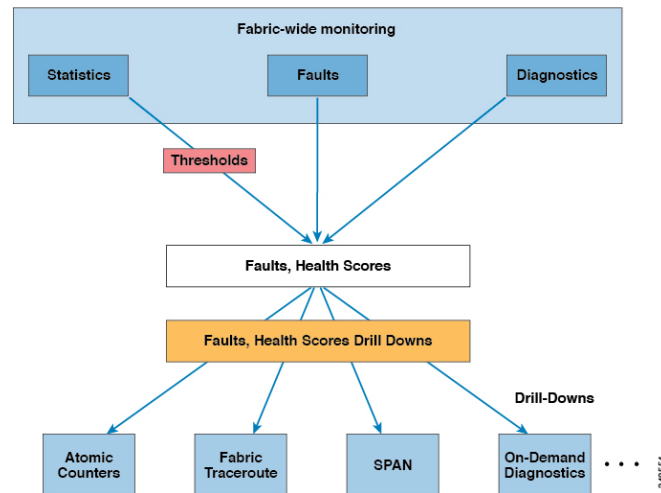 Fabric-wide monitoring
Statistics
Faults
Diagnostics
Thresholds
Faults, Health Scores
Faults, Health Scores Drill Downs
Drill-Downs
Atomic
Counters
Fabric
Traceroute
SPAN
On-Demand
Diagnostics
• • •